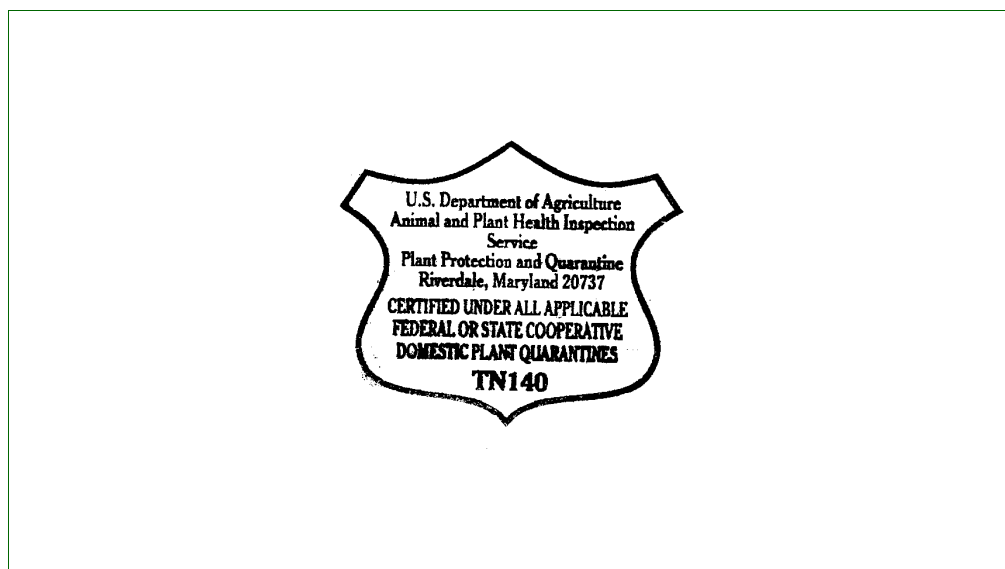 U.S. Department of Agriculture
Animal and Plant Health Inspection
Service
Plant Protection and Quarantine
Riverdale, Maryland 20737
CERTIFIED UNDER ALL APPLICABLE
FEDERAL OR STATE COOPERATIVE
DOMESTIC PLANT QUARANTINES
TN140